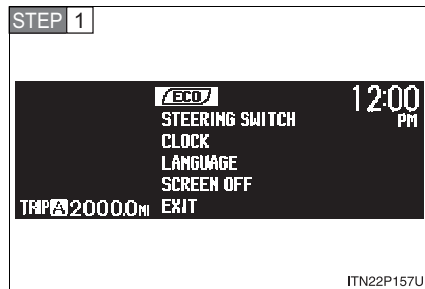 STEP 1
ECO
12:00
PM
STEERING SWITCH
CLOCK
LANGUAGE
SCREEN OFF
EXIT
TRIP A 2000.0 MI
ITN22P157U